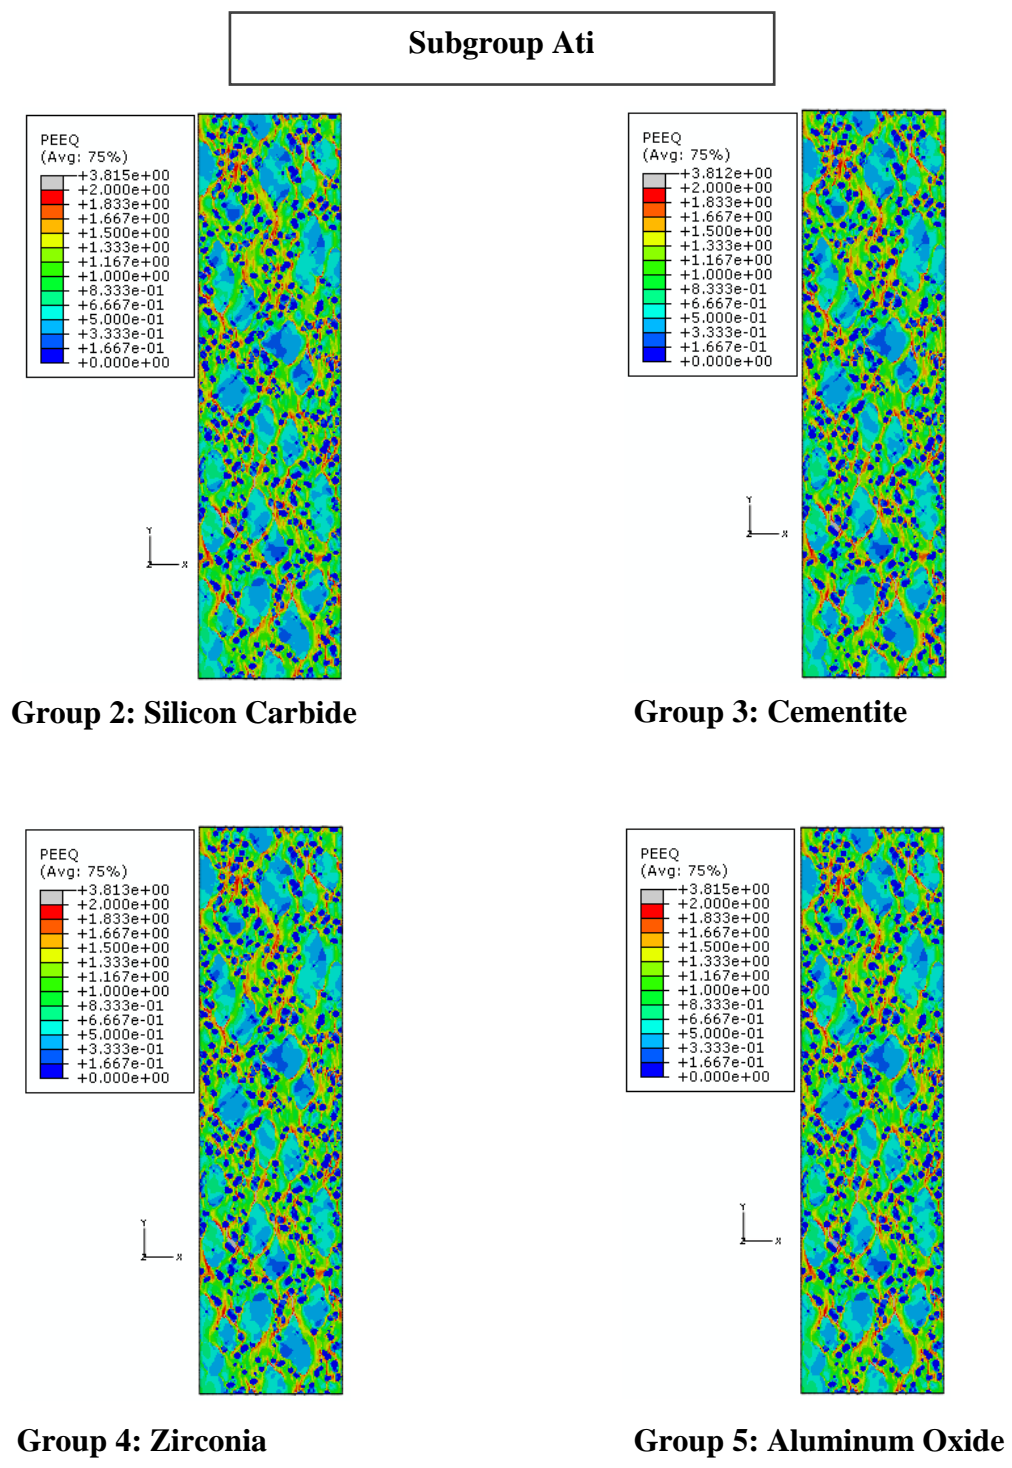 Subgroup Ati
PEEQ
(Avg: 75%)
+3.815e+00
+2.000e+00
+1.833e+00
+1.667e+00
+1.500e+00
+1.333e+00
+1.167e+00
+1.000e+00
+8.333e-01
+6.667e-01
+5.000e-01
+3.333e-01
+1.667e-01
+0.000e+00
Y
Z X
Group 2: Silicon Carbide
PEEQ
(Avg: 75%)
+3.812e+00
+2.000e+00
+1.833e+00
+1.667e+00
+1.500e+00
+1.333e+00
+1.167e+00
+1.000e+00
+8.333e-01
+6.667e-01
+5.000e-01
+3.333e-01
+1.667e-01
+0.000e+00
Y
Z X
Group 3: Cementite
PEEQ
(Avg: 75%)
+3.813e+00
+2.000e+00
+1.833e+00
+1.667e+00
+1.500e+00
+1.333e+00
+1.167e+00
+1.000e+00
+8.333e-01
+6.667e-01
+5.000e-01
+3.333e-01
+1.667e-01
+0.000e+00
Y
Z X
Group 4: Zirconia
PEEQ
(Avg: 75%)
+3.815e+00
+2.000e+00
+1.833e+00
+1.667e+00
+1.500e+00
+1.333e+00
+1.167e+00
+1.000e+00
+8.333e-01
+6.667e-01
+5.000e-01
+3.333e-01
+1.667e-01
+0.000e+00
Y
Z X
Group 5: Aluminum Oxide